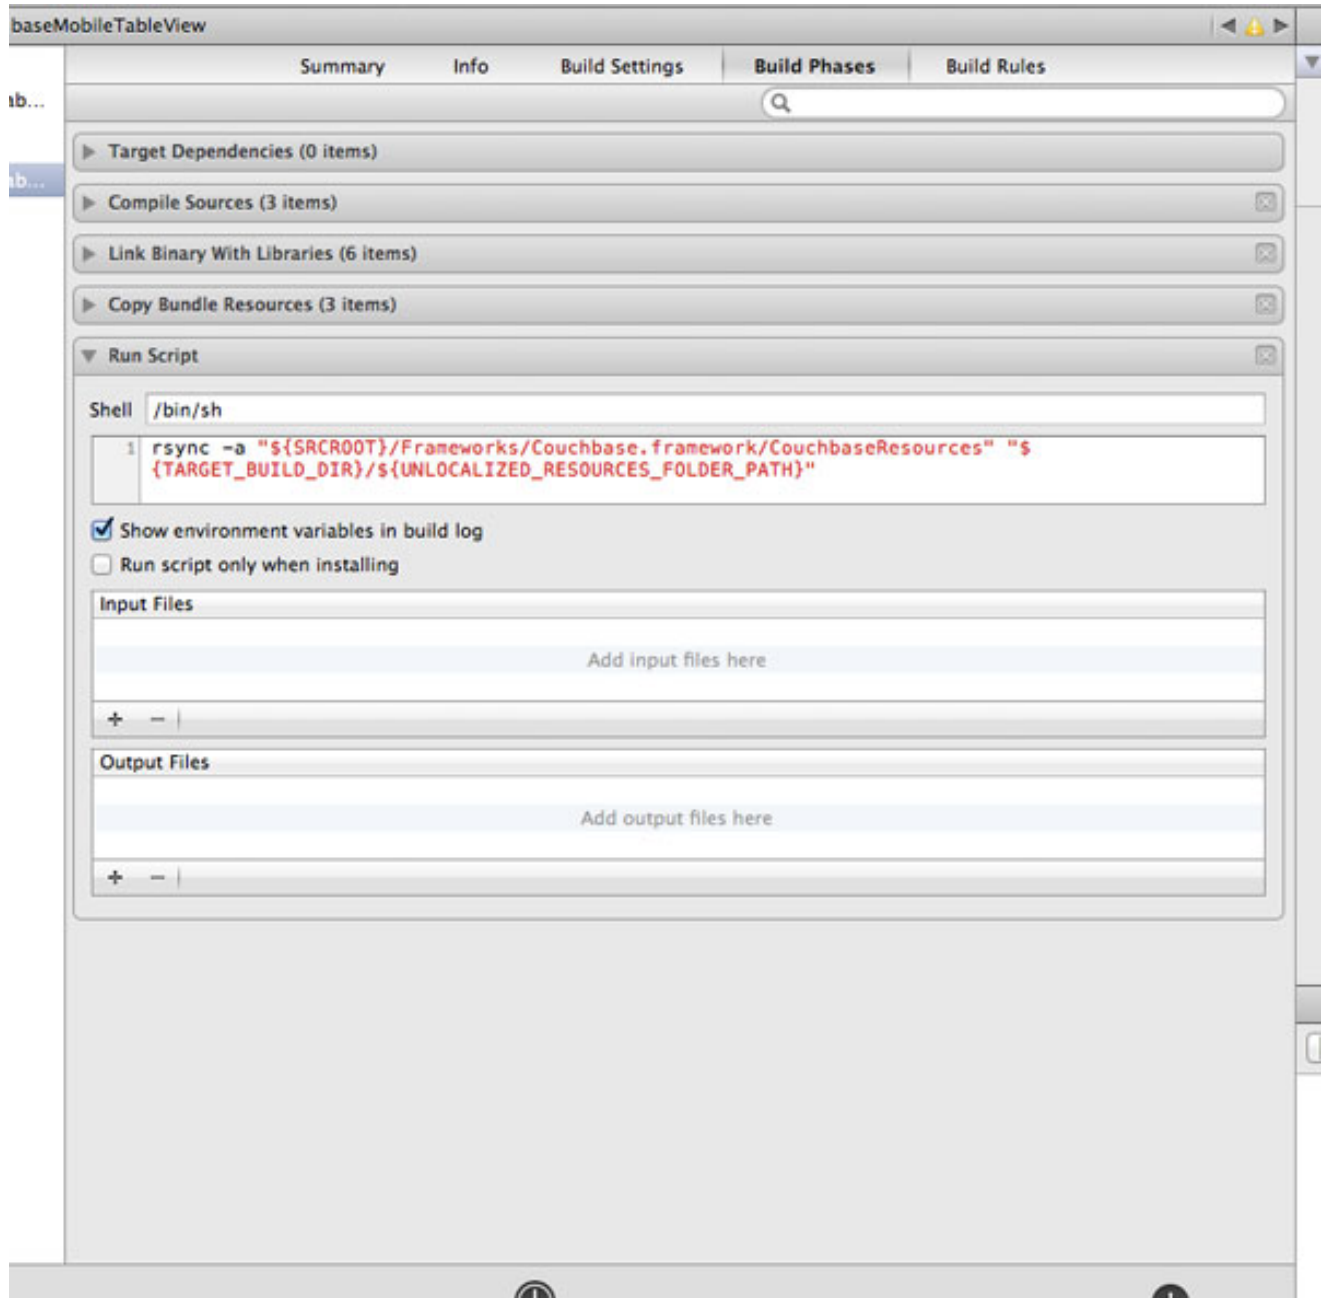 baseMobileTableView
Summary Info Build Settings Build Phases Build Rules
ab...
Target Dependencies (0 items)
ab...
Compile Sources (3 items)
Link Binary With Libraries (6 items)
Copy Bundle Resources (3 items)
Run Script
Shell /bin/sh
1 rsync -a "${SRCROOT}/Frameworks/Couchbase.framework/CouchbaseResources" "$
{TARGET_BUILD_DIR}/${UNLOCALIZED_RESOURCES_FOLDER_PATH}"
Show environment variables in build log
Run script only when installing
Input Files
Add input files here
Output Files
Add output files here